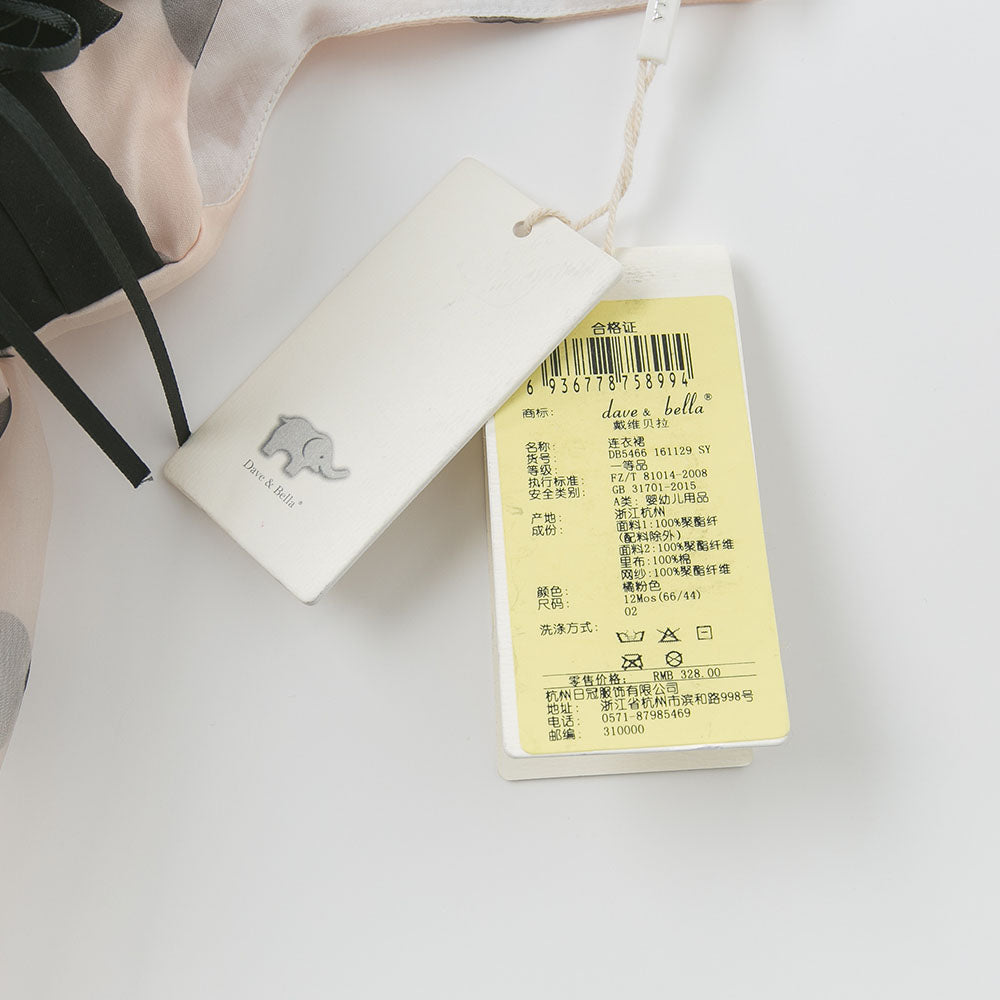 LA
Dave & Bella®
合格证
6 936778 758994
商标: dave & bella®
戴维贝拉
名称: 连衣裙
货号: DB5466 161129 SY
等级: 一等品
执行标准: FZ/T 81014-2008
安全类别: GB 31701-2015
A类: 婴幼儿用品
产地: 浙江杭州
成份: 面料1:100%聚酯纤
(配料除外)
面料2:100%聚酯纤维
里布:100%棉
网纱:100%聚酯纤维
颜色: 橘粉色
尺码: 12Mos(66/44)
02
洗涤方式:
零售价格: RMB 328.00
杭州日冠服饰有限公司
地址: 浙江省杭州市滨和路998号
电话: 0571-87985469
邮编: 310000